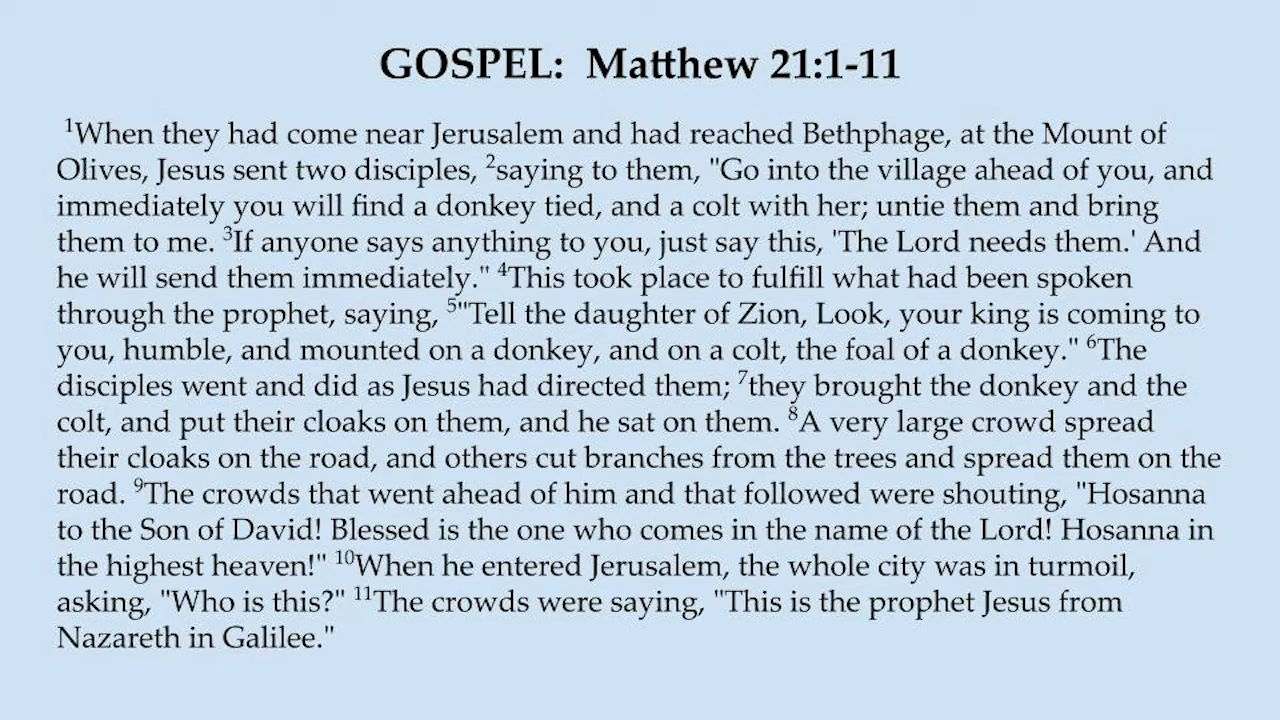 GOSPEL: Matthew 21:1-11
¹When they had come near Jerusalem and had reached Bethphage, at the Mount of
Olives, Jesus sent two disciples, ²saying to them, "Go into the village ahead of you, and
immediately you will find a donkey tied, and a colt with her; untie them and bring
them to me. ³If anyone says anything to you, just say this, 'The Lord needs them.' And
he will send them immediately." ⁴This took place to fulfill what had been spoken
through the prophet, saying, ⁵"Tell the daughter of Zion, Look, your king is coming to
you, humble, and mounted on a donkey, and on a colt, the foal of a donkey." ⁶The
disciples went and did as Jesus had directed them; ⁷they brought the donkey and the
colt, and put their cloaks on them, and he sat on them. ⁸A very large crowd spread
their cloaks on the road, and others cut branches from the trees and spread them on the
road. ⁹The crowds that went ahead of him and that followed were shouting, "Hosanna
to the Son of David! Blessed is the one who comes in the name of the Lord! Hosanna in
the highest heaven!" ¹⁰When he entered Jerusalem, the whole city was in turmoil,
asking, "Who is this?" ¹¹The crowds were saying, "This is the prophet Jesus from
Nazareth in Galilee."